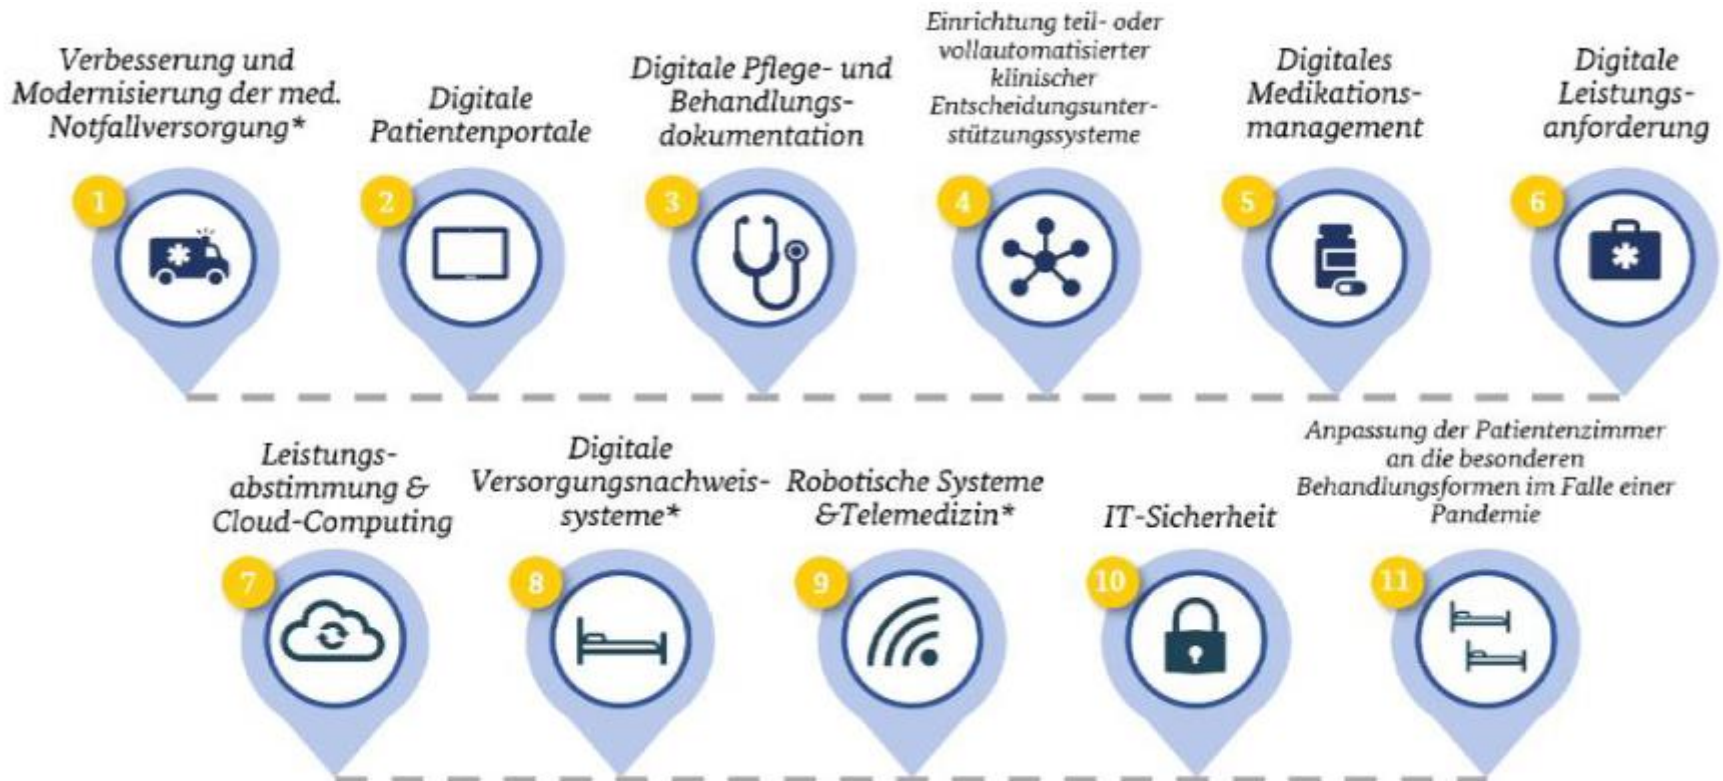 Verbesserung und
Modernisierung der med.
Notfallversorgung*
1
Digitale
Patientenportale
2
Digitale Pflege- und
Behandlungs-
dokumentation
3
Einrichtung teil- oder
vollautomatisierter
klinischer
Entscheidungsunter-
stützungssysteme
4
Digitales
Medikations-
management
5
Digitale
Leistungs-
anforderung
6
Leistungs-
abstimmung &
Cloud-Computing
7
Digitale
Versorgungsnachweis-
systeme*
8
Robotische Systeme
&Telemedizin*
9
IT-Sicherheit
10
Anpassung der Patientenzimmer
an die besonderen
Behandlungsformen im Falle einer
Pandemie
11